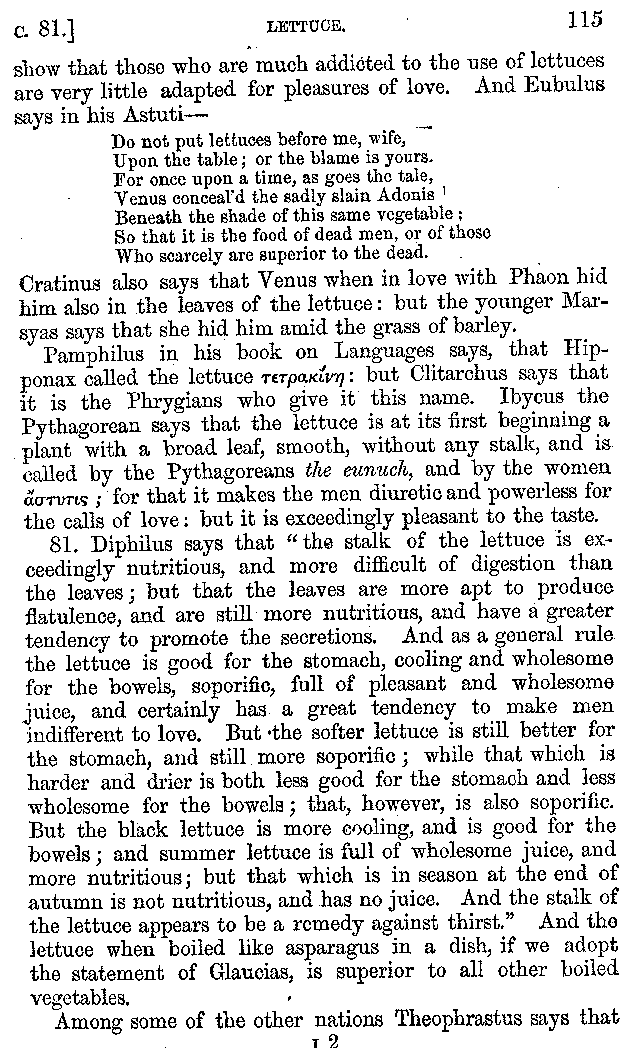 c. 81.] LETTUCE. 115
show that those who are much addicted to the use of lettuces
are very little adapted for pleasures of love. And Eubulus
says in his Astuti—
Do not put lettuces before me, wife,
Upon the table; or the blame is yours.
For once upon a time, as goes the tale,
Venus conceal'd the sadly slain Adonis
Beneath the shade of this same vegetable;
So that it is the food of dead men, or of those
Who scarcely are superior to the dead.
Cratinus also says that Venus when in love with Phaon hid
him also in the leaves of the lettuce: but the younger Mar-
syas says that she hid him amid the grass of barley.
Pamphilus in his book on Languages says, that Hip-
ponax called the lettuce τετρακίνη: but Clitarchus says that
it is the Phrygians who give it this name. Ibycus the
Pythagorean says that the lettuce is at its first beginning a
plant with a broad leaf, smooth, without any stalk, and is
called by the Pythagoreans the eunuch, and by the women
ἄστυτις; for that it makes the men diuretic and powerless for
the calls of love: but it is exceedingly pleasant to the taste.
81. Diphilus says that "the stalk of the lettuce is ex-
ceedingly nutritious, and more difficult of digestion than
the leaves; but that the leaves are more apt to produce
flatulence, and are still more nutritious, and have a greater
tendency to promote the secretions. And as a general rule
the lettuce is good for the stomach, cooling and wholesome
for the bowels, soporific, full of pleasant and wholesome
juice, and certainly has a great tendency to make men
indifferent to love. But the softer lettuce is still better for
the stomach, and still more soporific; while that which is
harder and drier is both less good for the stomach and less
wholesome for the bowels; that, however, is also soporific.
But the black lettuce is more cooling, and is good for the
bowels; and summer lettuce is full of wholesome juice, and
more nutritious; but that which is in season at the end of
autumn is not nutritious, and has no juice. And the stalk of
the lettuce appears to be a remedy against thirst." And the
lettuce when boiled like asparagus in a dish, if we adopt
the statement of Glaucias, is superior to all other boiled
vegetables.
Among some of the other nations Theophrastus says that
I 2